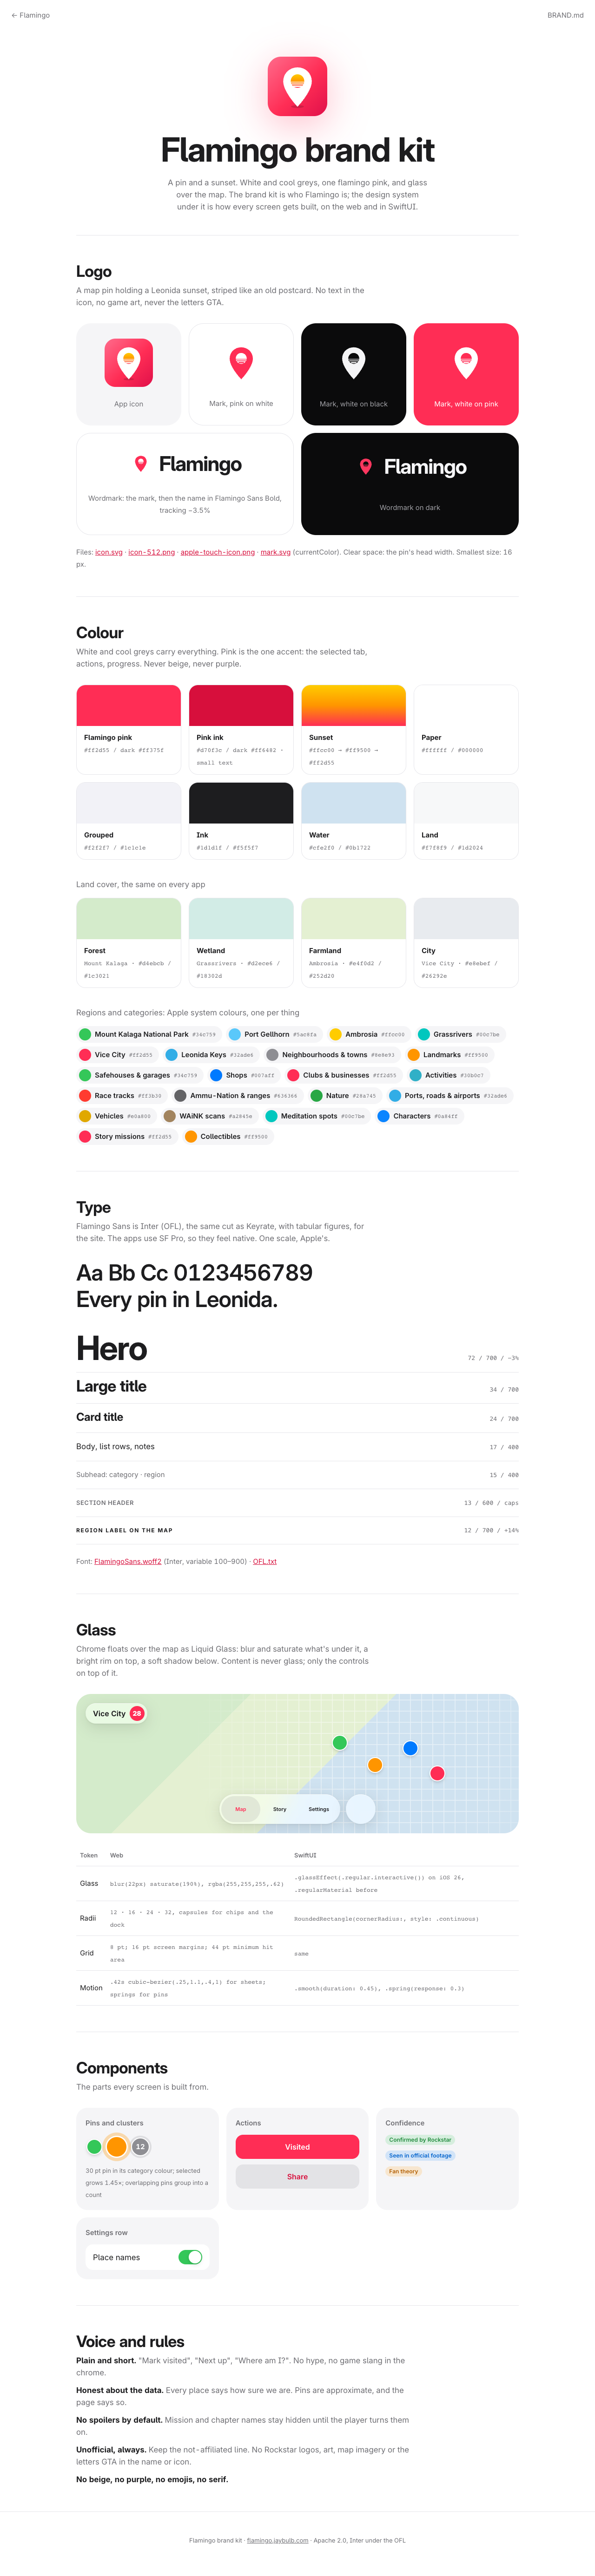 ← Flamingo
BRAND.md
Flamingo brand kit
A pin and a sunset. White and cool greys, one flamingo pink, and glass
over the map. The brand kit is who Flamingo is; the design system
under it is how every screen gets built, on the web and in SwiftUI.
Logo
A map pin holding a Leonida sunset, striped like an old postcard. No text in the
icon, no game art, never the letters GTA.
App icon
Mark, pink on white
Mark, white on black
Mark, white on pink
Flamingo
Wordmark: the mark, then the name in Flamingo Sans Bold,
tracking −3.5%
Flamingo
Wordmark on dark
Files: icon.svg · icon-512.png · apple-touch-icon.png · mark.svg (currentColor). Clear space: the pin's head width. Smallest size: 16
px.
Colour
White and cool greys carry everything. Pink is the one accent: the selected tab,
actions, progress. Never beige, never purple.
Flamingo pink
#ff2d55 / dark #ff375f
Pink ink
#d70f3c / dark #ff6482 ·
small text
Sunset
#ffcc00 → #ff9500 →
#ff2d55
Paper
#ffffff / #000000
Grouped
#f2f2f7 / #1c1c1e
Ink
#1d1d1f / #f5f5f7
Water
#cfe2f0 / #0b1722
Land
#f7f8f9 / #1d2024
Land cover, the same on every app
Forest
Mount Kalaga · #d4ebcb /
#1c3021
Wetland
Grassrivers · #d2ece6 /
#18302d
Farmland
Ambrosia · #e4f0d2 /
#252d20
City
Vice City · #e8ebef /
#26292e
Regions and categories: Apple system colours, one per thing
Mount Kalaga National Park #34c759
Port Gellhorn #5ac8fa
Ambrosia #ffcc00
Grassrivers #00c7be
Vice City #ff2d55
Leonida Keys #32ade6
Neighbourhoods & towns #8e8e93
Landmarks #ff9500
Safehouses & garages #34c759
Shops #007aff
Clubs & businesses #ff2d55
Activities #30b0c7
Race tracks #ff3b30
Ammu-Nation & ranges #636366
Nature #28a745
Ports, roads & airports #32ade6
Vehicles #e0a800
WAiNK scans #a2845e
Meditation spots #00c7be
Characters #0a84ff
Story missions #ff2d55
Collectibles #ff9500
Type
Flamingo Sans is Inter (OFL), the same cut as Keyrate, with tabular figures, for
the site. The apps use SF Pro, so they feel native. One scale, Apple's.
Aa Bb Cc 0123456789
Every pin in Leonida.
Hero
72 / 700 / −3%
Large title
34 / 700
Card title
24 / 700
Body, list rows, notes
17 / 400
Subhead: category · region
15 / 400
SECTION HEADER
13 / 600 / caps
REGION LABEL ON THE MAP
12 / 700 / +14%
Font: FlamingoSans.woff2 (Inter, variable 100–900) · OFL.txt
Glass
Chrome floats over the map as Liquid Glass: blur and saturate what's under it, a
bright rim on top, a soft shadow below. Content is never glass; only the controls
on top of it.
Vice City 28
Map
Story
Settings
Token
Web
SwiftUI
Glass
blur(22px) saturate(190%), rgba(255,255,255,.62)
.glassEffect(.regular.interactive()) on iOS 26,
.regularMaterial before
Radii
12 · 16 · 24 · 32, capsules for chips and the
dock
RoundedRectangle(cornerRadius:, style: .continuous)
Grid
8 pt; 16 pt screen margins; 44 pt minimum hit
area
same
Motion
.42s cubic-bezier(.25,1.1,.4,1) for sheets;
springs for pins
.smooth(duration: 0.45), .spring(response: 0.3)
Components
The parts every screen is built from.
Pins and clusters
12
30 pt pin in its category colour; selected
grows 1.45×; overlapping pins group into a
count
Actions
Visited
Share
Confidence
Confirmed by Rockstar
Seen in official footage
Fan theory
Settings row
Place names
Voice and rules
Plain and short. "Mark visited", "Next up", "Where am I?". No hype, no game slang in the
chrome.
Honest about the data. Every place says how sure we are. Pins are approximate, and the
page says so.
No spoilers by default. Mission and chapter names stay hidden until the player turns them
on.
Unofficial, always. Keep the not-affiliated line. No Rockstar logos, art, map imagery or the
letters GTA in the name or icon.
No beige, no purple, no emojis, no serif.
Flamingo brand kit · flamingo.jaybulb.com · Apache 2.0, Inter under the OFL